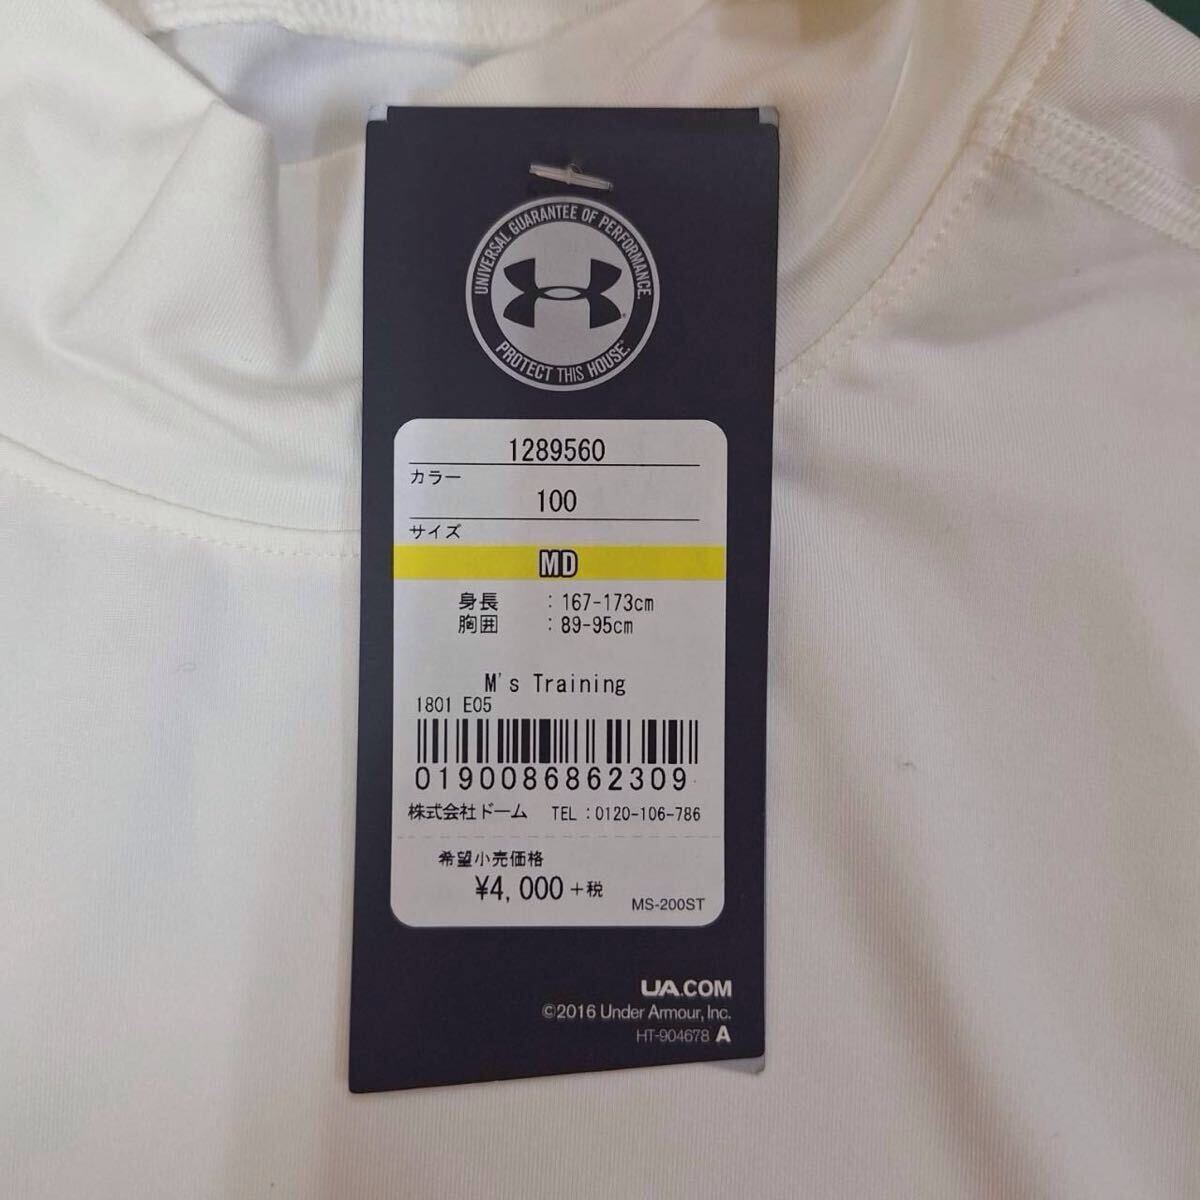 UNIVERSAL GUARANTEE OF PERFORMANCE.
PROTECT THIS HOUSE.
1289560
カラー
100
サイズ
MD
身長 : 167-173cm
胸囲 : 89-95cm
M's Training
1801 E05
0190086862309
株式会社ドーム TEL : 0120-106-786
希望小売価格
¥4,000+税
MS-200ST
UA.COM
©2016 Under Armour, Inc.
HT-904678 A